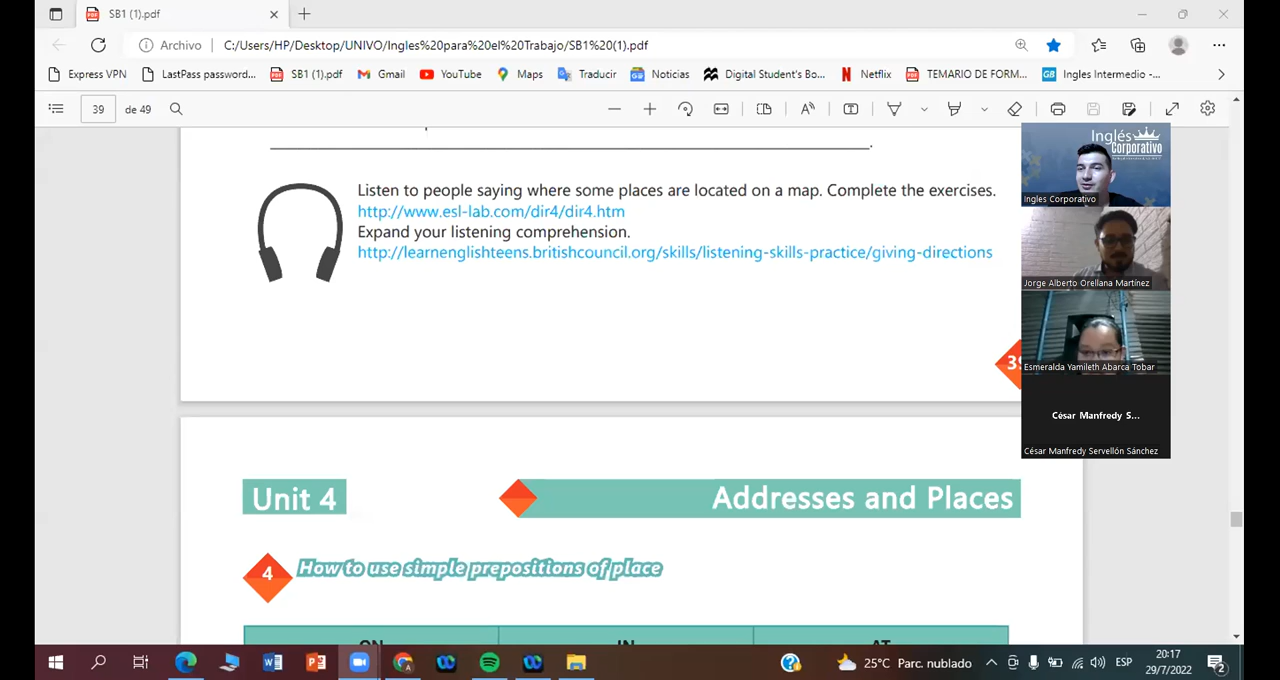 SB1 (1).pdf
Archivo C:/Users/HP/Desktop/UNIVO/Ingles%20para%20el%20Trabajo/SB1%20(1).pdf
Express VPN LastPass password... SB1 (1).pdf Gmail YouTube Maps Traducir Noticias Digital Student's Bo... Netflix TEMARIO DE FORM... Ingles Intermedio -...
39 de 49
Listen to people saying where some places are located on a map. Complete the exercises.
http://www.esl-lab.com/dir4/dir4.htm
Expand your listening comprehension.
http://learnenglishteens.britishcouncil.org/skills/listening-skills-practice/giving-directions
Inglés
Corporativo
Ingles Corporativo
Jorge Alberto Orellana Martínez
Esmeralda Yamileth Abarca Tobar
César Manfredy S...
César Manfredy Servellón Sánchez
39
Unit 4 Addresses and Places
4 How to use simple prepositions of place
ON IN AT
25°C Parc. nublado ESP 20:17
29/7/2022 2